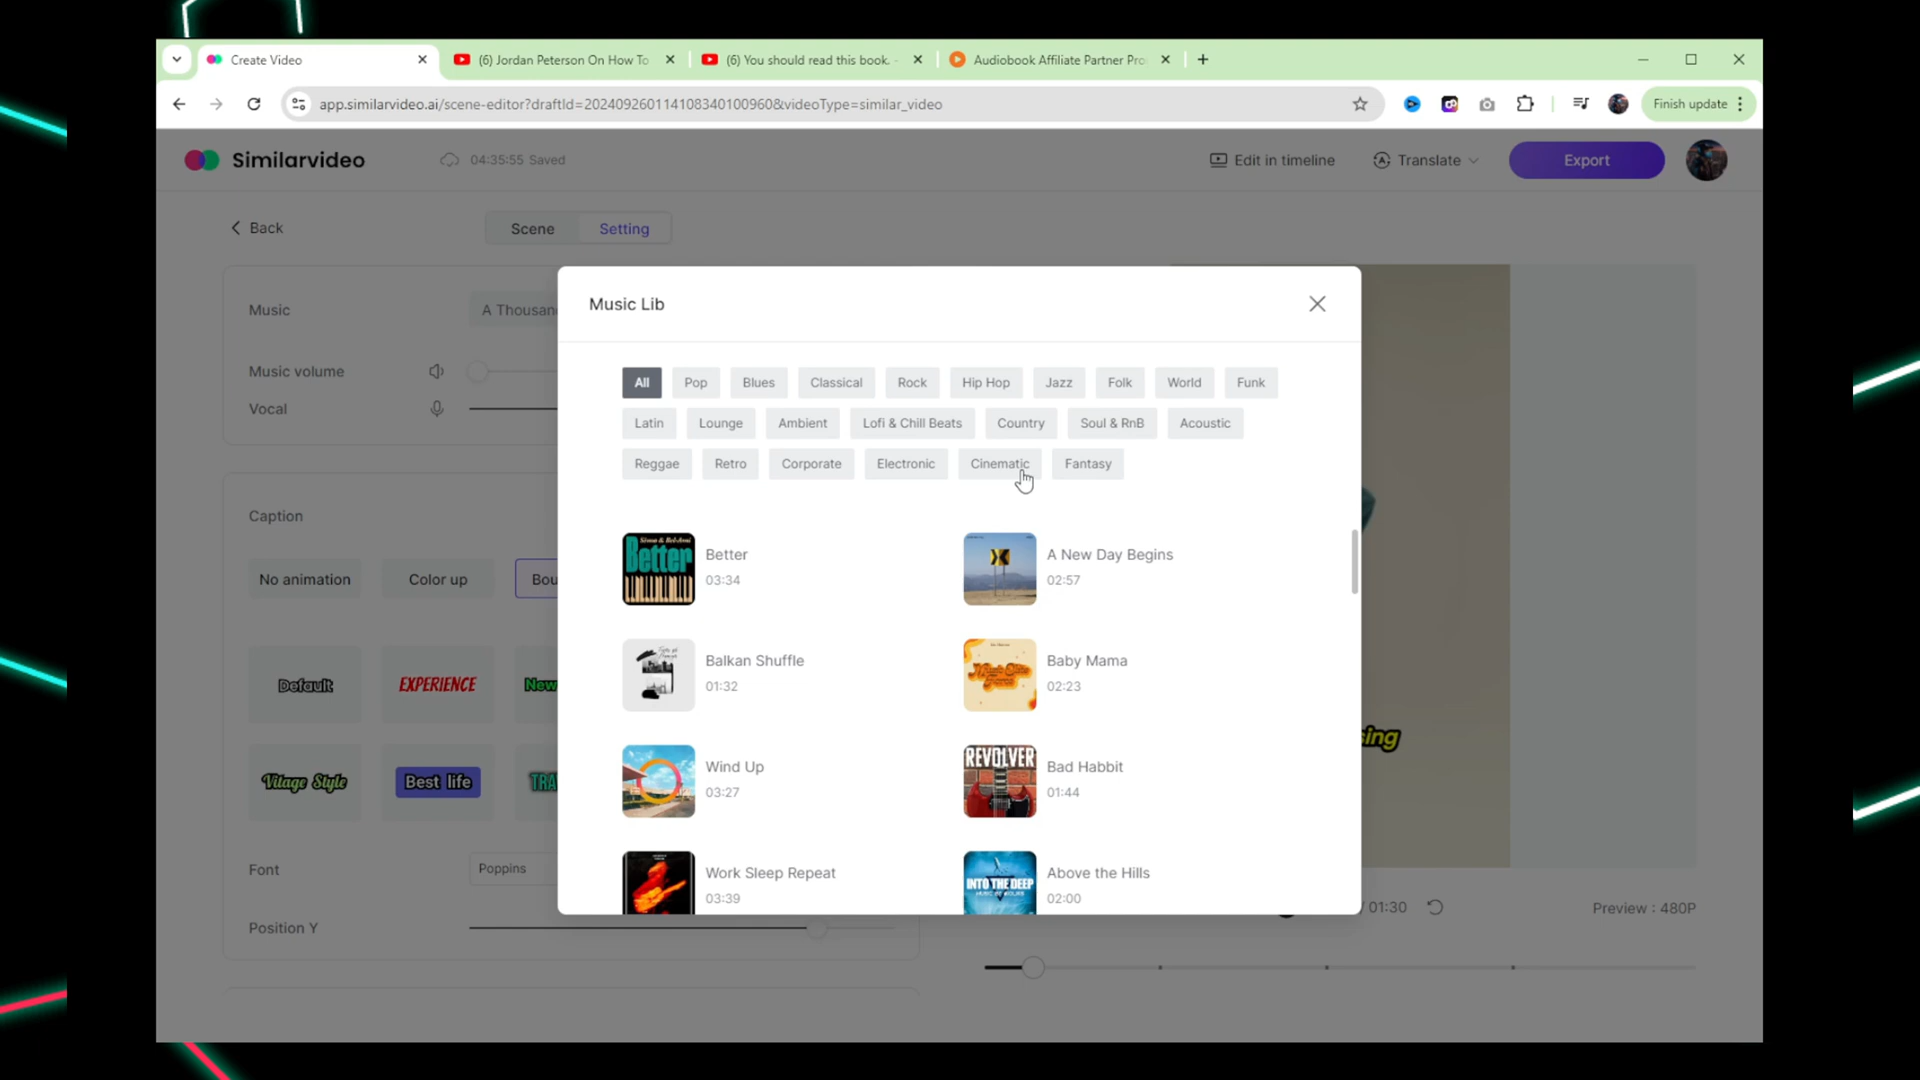 Create Video
(6) Jordan Peterson On How To
(6) You should read this book. -
Audiobook Affiliate Partner Pro
app.similarvideo.ai/scene-editor?draftId=202409260114108340100960&videoType=similar_video
Finish update
Similarvideo
04:35:55 Saved
Edit in timeline
Translate
Export
Back
Scene
Setting
Music
A Thousan
Music volume
Vocal
Caption
No animation
Color up
Bou
Default
EXPERIENCE
New
Vitage Style
Best life
TRA
Font
Poppins
Position Y
Music Lib
All Pop Blues Classical Rock Hip Hop Jazz Folk World Funk
Latin Lounge Ambient Lofi & Chill Beats Country Soul & RnB Acoustic
Reggae Retro Corporate Electronic Cinematic Fantasy
Better
Better
03:34
A New Day Begins
02:57
Balkan Shuffle
01:32
Baby Mama
02:23
Wind Up
03:27
REVOLVER
Bad Habbit
01:44
Work Sleep Repeat
03:39
INTO THE DEEP
Above the Hills
02:00
sing
/ 01:30
Preview : 480P